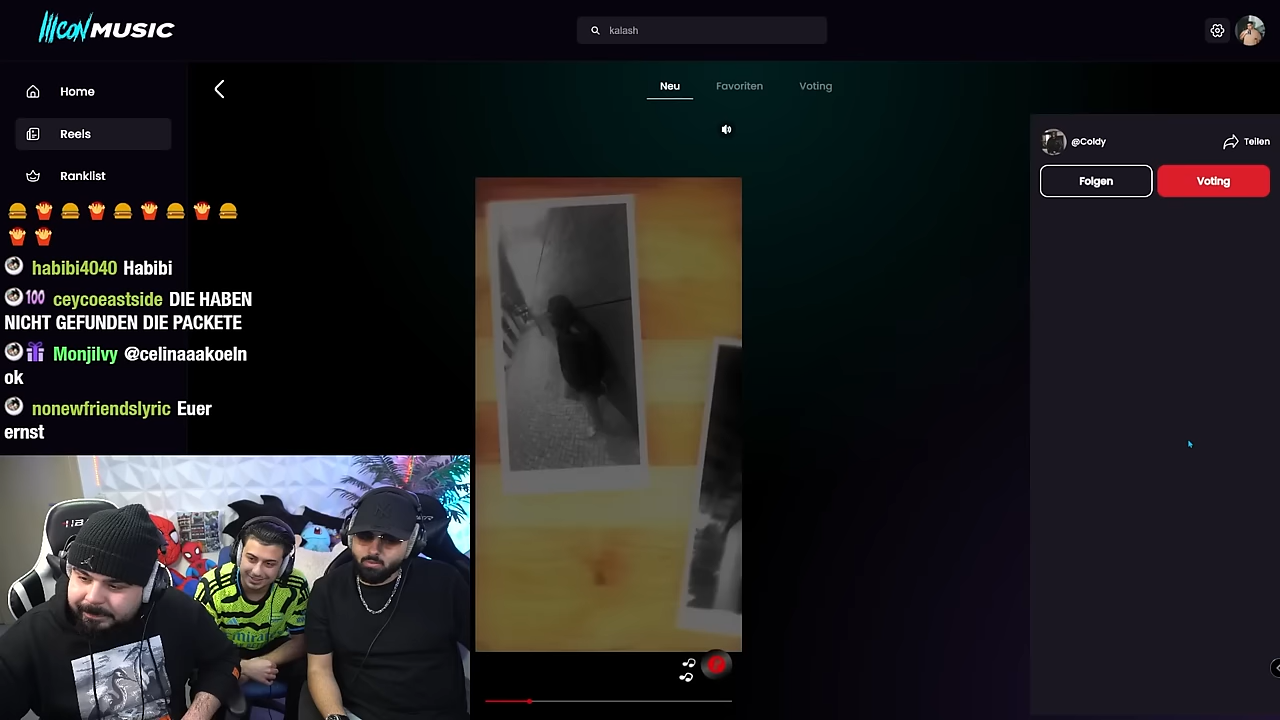 IIICON MUSIC
kalash
Home
Neu
Favoriten
Voting
Reels
@Coldy
Teilen
Ranklist
Folgen
Voting
habibi4040 Habibi
100 ceycoeastside DIE HABEN
NICHT GEFUNDEN DIE PACKETE
Monjilvy @celinaaakoeln
ok
nonewfriendslyric Euer
ernst